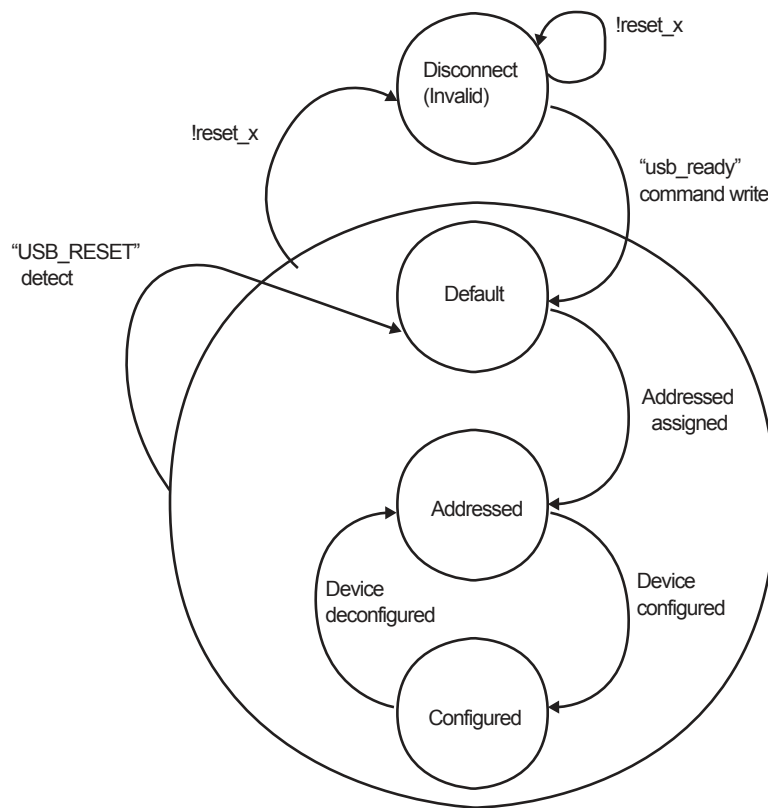 !reset_x
Disconnect
(Invalid)
!reset_x
“usb_ready”
command write
“USB_RESET”
detect
Default
Addressed
assigned
Addressed
Device
deconfigured
Device
configured
Configured